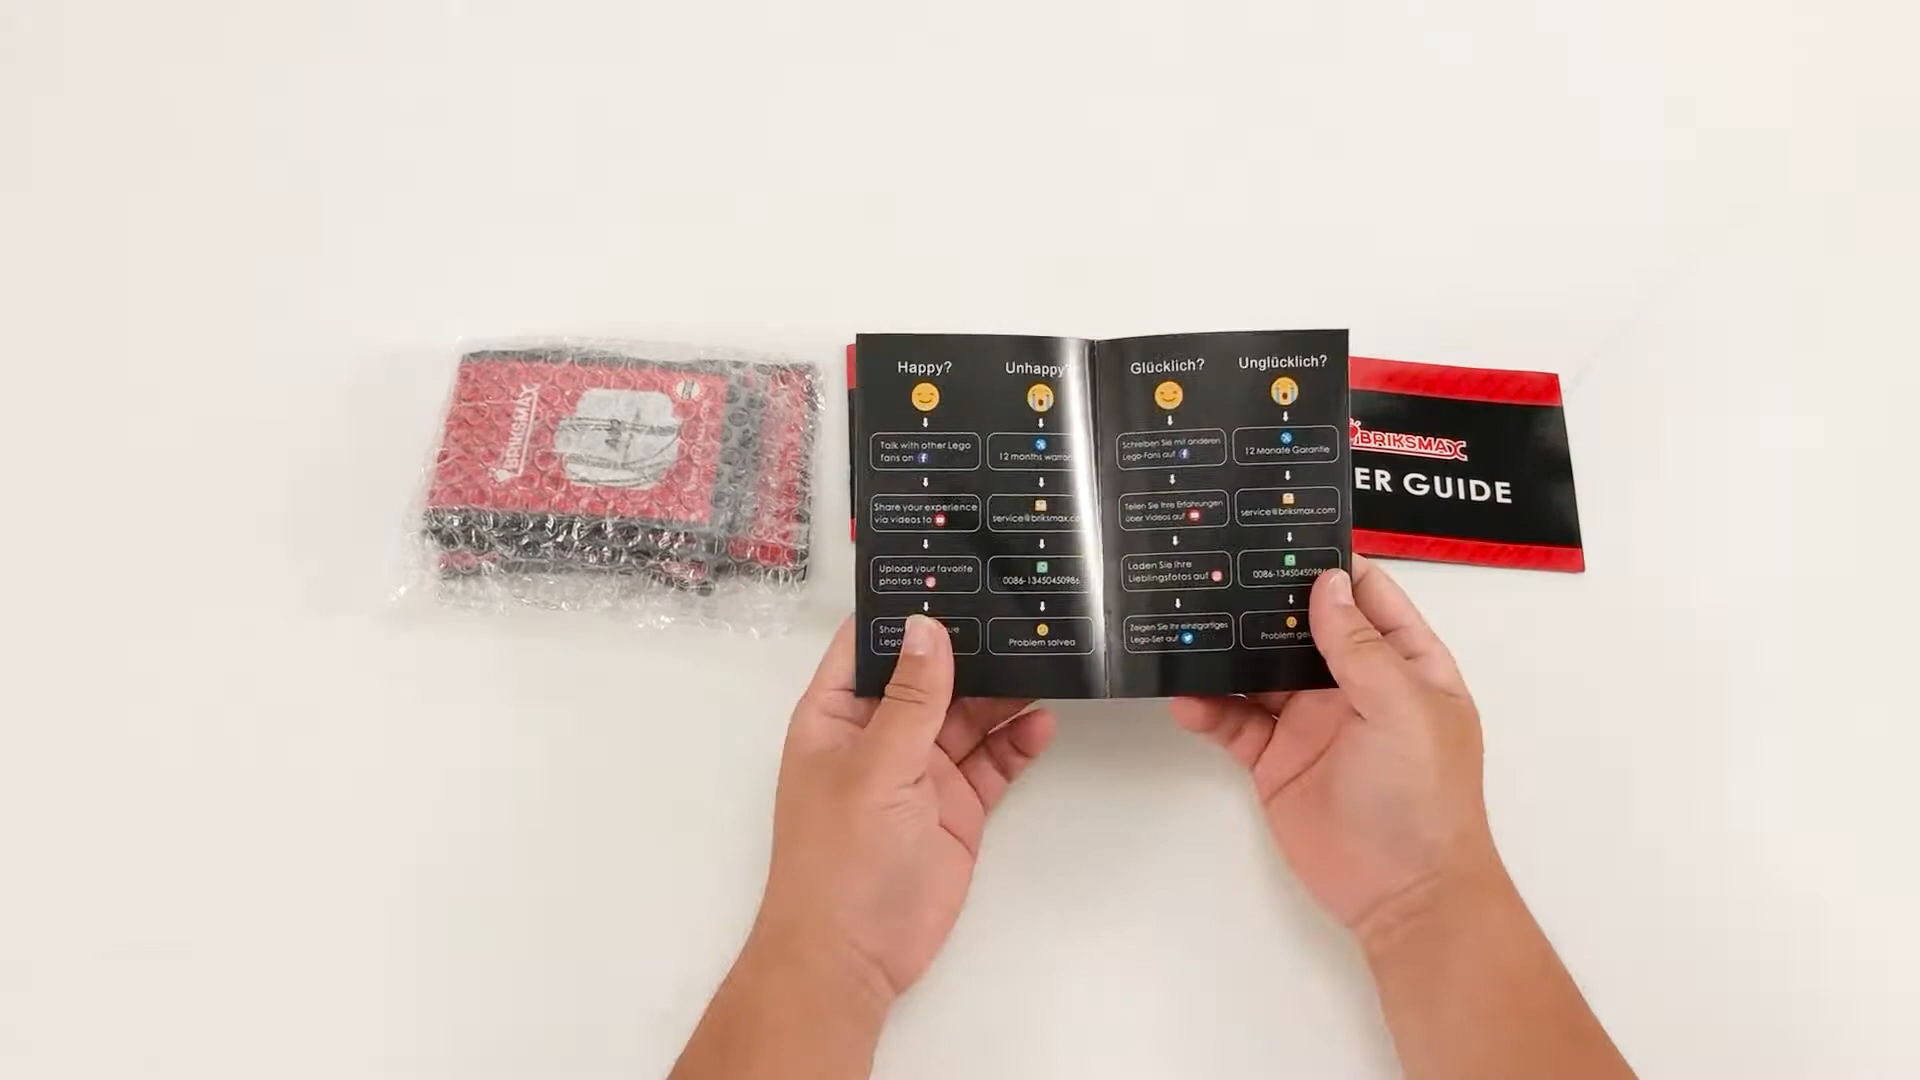 BRIKSMAX
Happy?
Talk with other Lego
fans on
Share your experience
via videos to
Upload your favorite
photos to
Show
Lego
Unhappy?
12 months
service@briksmax.co
0086-13450450986
Problem solved
Glücklich?
Schreiben Sie mit anderen
Lego-Fans auf
Teilen Sie Ihre Erfahrungen
über Videos auf
Laden Sie Ihre
Lieblingsfotos auf
Zeigen Sie Ihr einzigartiges
Lego-Set auf
Unglücklich?
12 Monate Garantie
service@briksmax.com
0086-13450450986
Problem
BRIKSMAX
ER GUIDE